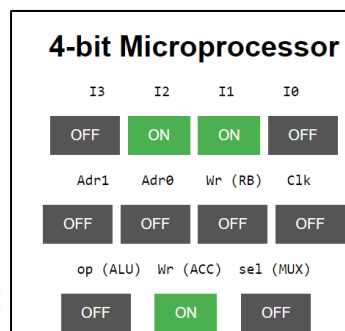 4-bit Microprocessor
I3 I2 I1 I0
OFF ON ON OFF
Adr1 Adr0 Wr (RB) Clk
OFF OFF OFF OFF
op (ALU) Wr (ACC) sel (MUX)
OFF ON OFF